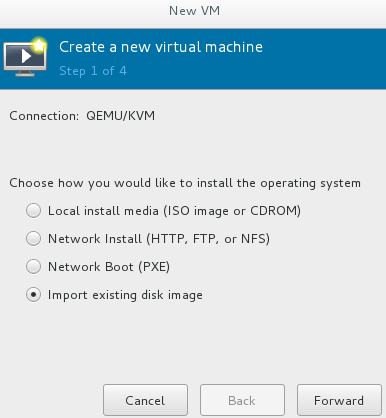 New VM
Create a new virtual machine
Step 1 of 4
Connection: QEMU/KVM
Choose how you would like to install the operating system
Local install media (ISO image or CDROM)
Network Install (HTTP, FTP, or NFS)
Network Boot (PXE)
Import existing disk image
Cancel Back Forward